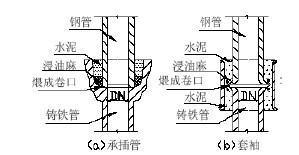 钢管
水泥
浸油麻
煨成卷口
DN
铸铁管
(a)承插管
钢管
水泥
浸油麻
煨成卷口
DN
水泥
铸铁管
(b)套袖